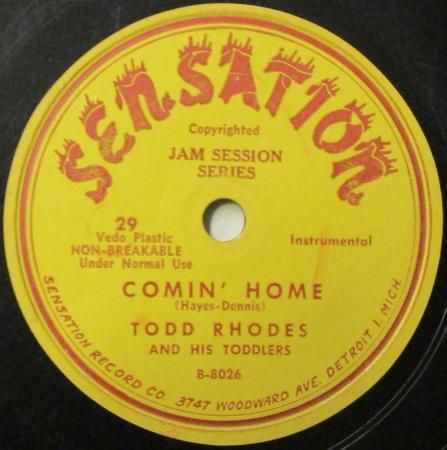 SENSATION
Copyrighted
JAM SESSION
SERIES
29
Vedo Plastic
NON-BREAKABLE
Under Normal Use
Instrumental
COMIN' HOME
(Hayes-Dennis)
TODD RHODES
AND HIS TODDLERS
B-8026
SENSATION RECORD CO. 3747 WOODWARD AVE. DETROIT 1, MICH.